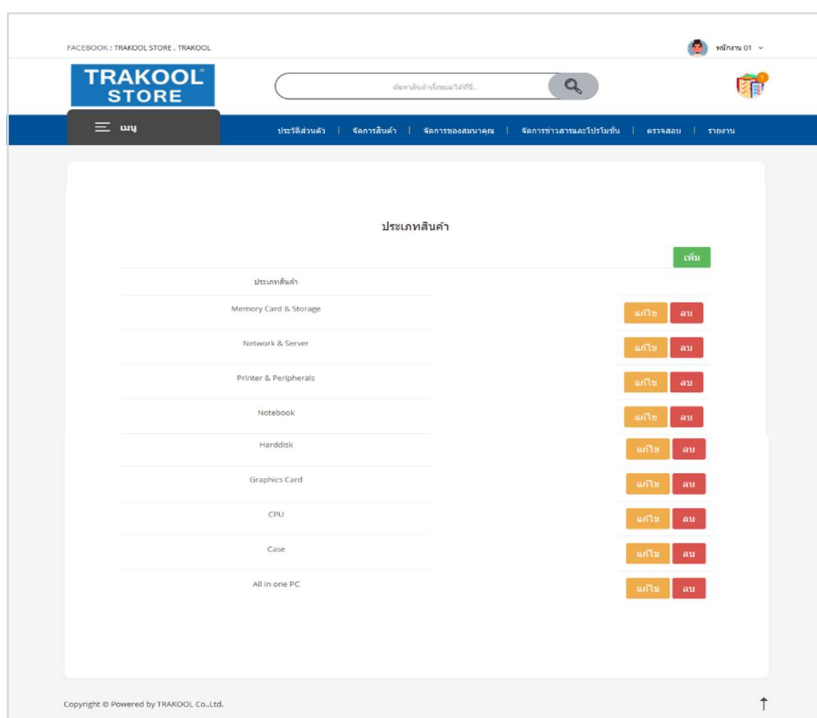 FACEBOOK : TRAKOOL STORE , TRAKOOL
พนักงาน 01
TRAKOOL
STORE
ค้นหาสินค้าทั้งหมดได้ที่นี่..
เมนู
ประวัติส่วนตัว | จัดการสินค้า | จัดการของสมนาคุณ | จัดการข่าวสารและโปรโมชั่น | ตรวจสอบ | รายงาน
ประเภทสินค้า
เพิ่ม
ประเภทสินค้า
Memory Card & Storage แก้ไข ลบ
Network & Server แก้ไข ลบ
Printer & Peripherals แก้ไข ลบ
Notebook แก้ไข ลบ
Harddisk แก้ไข ลบ
Graphics Card แก้ไข ลบ
CPU แก้ไข ลบ
Case แก้ไข ลบ
All in one PC แก้ไข ลบ
Copyright © Powered by TRAKOOL Co.,Ltd.